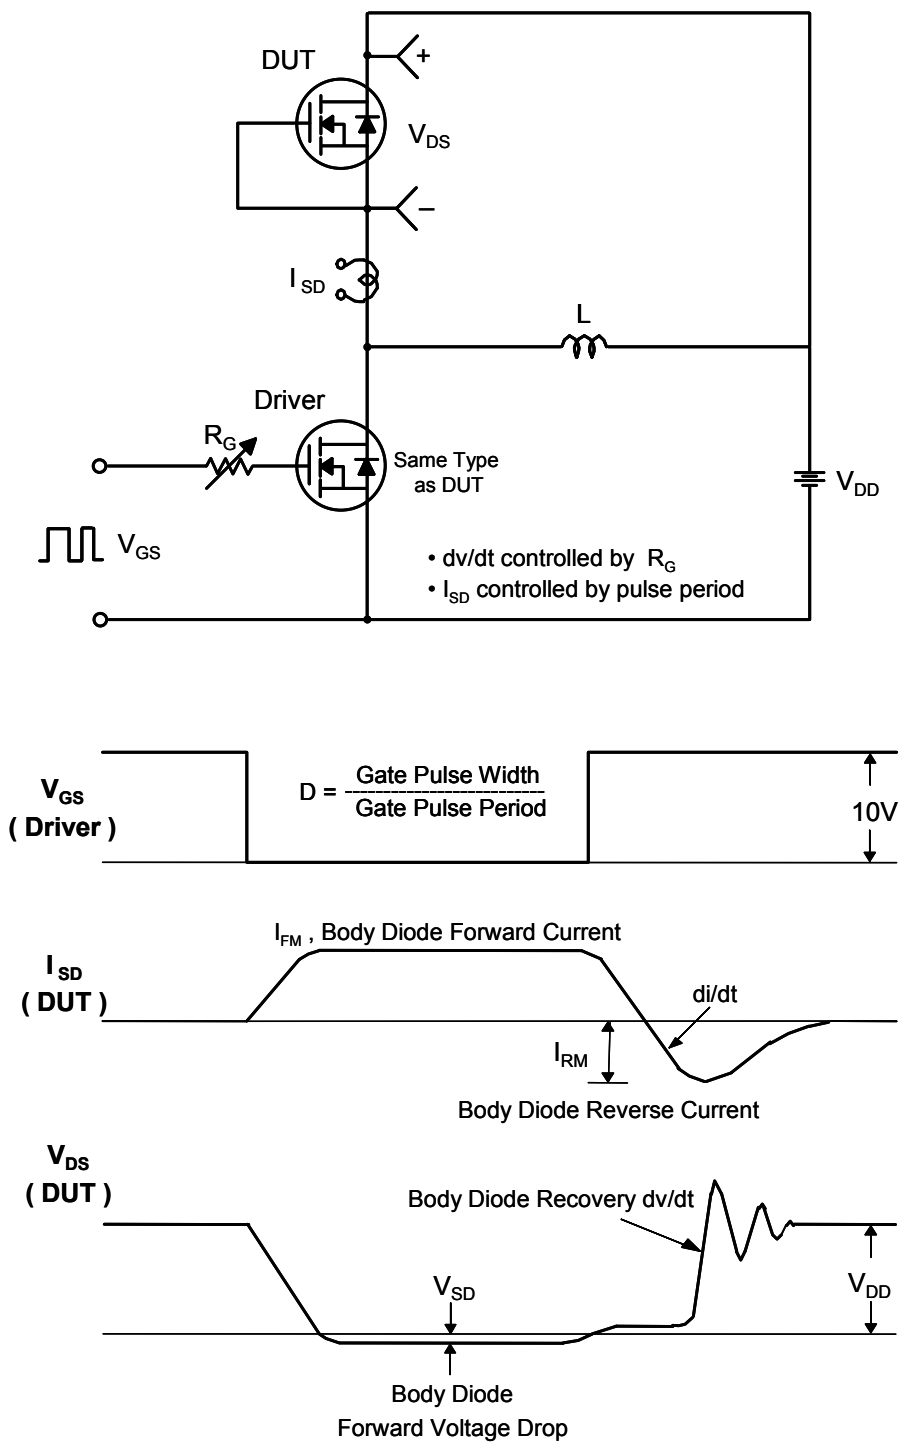 DUT
+
V_DS
−
I_SD
L
Driver
R_G
Same Type
as DUT
V_DD
V_GS
• dv/dt controlled by R_G
• I_SD controlled by pulse period
V_GS
( Driver )
D = Gate Pulse Width
Gate Pulse Period
10V
I_FM , Body Diode Forward Current
I_SD
( DUT )
di/dt
I_RM
Body Diode Reverse Current
V_DS
( DUT )
Body Diode Recovery dv/dt
V_SD
V_DD
Body Diode
Forward Voltage Drop